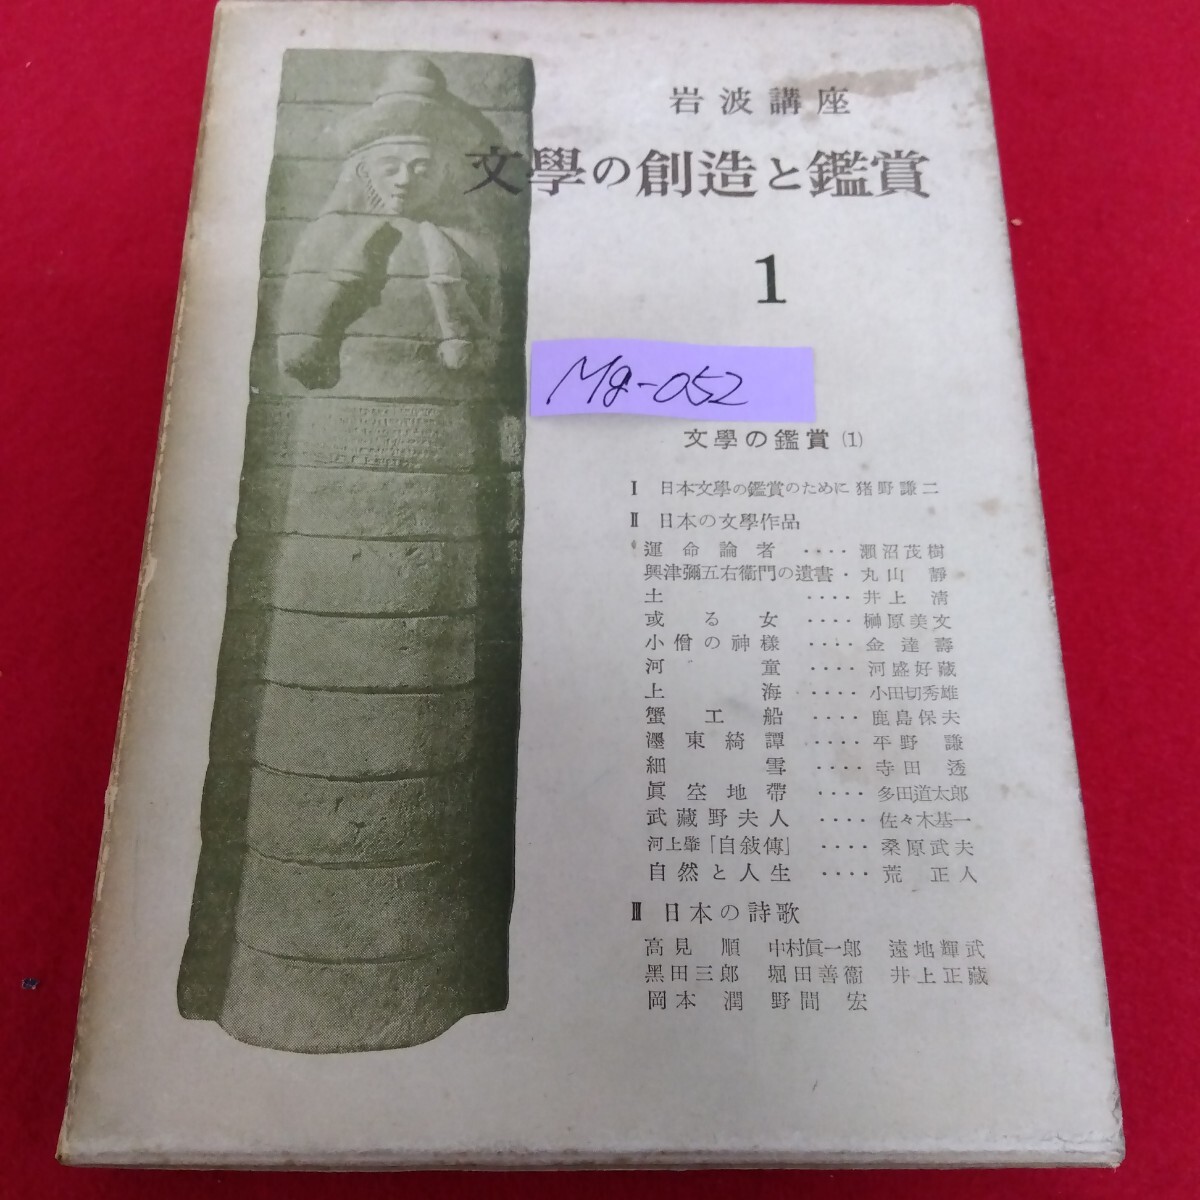 岩波講座
文學の創造と鑑賞
1
Mg-052
文學の鑑賞(1)
Ⅰ 日本文學の鑑賞のために 猪野謙二
Ⅱ 日本の文學作品
運命論者 ・・・・ 瀬沼茂樹
興津彌五右衞門の遺書・丸山靜
土 ・・・・ 井上清
或る女 ・・・・ 榊原美文
小僧の神樣 ・・・・ 金達壽
河童 ・・・・ 河盛好藏
上海 ・・・・ 小田切秀雄
蟹工船 ・・・・ 鹿島保夫
濹東綺譚 ・・・・ 平野謙
細雪 ・・・・ 寺田透
眞空地帶 ・・・・ 多田道太郎
武藏野夫人 ・・・・ 佐々木基一
河上肇「自敍傳」 ・・・・ 桑原武夫
自然と人生 ・・・・ 荒正人
Ⅲ 日本の詩歌
高見順 中村眞一郎 遠地輝武
黑田三郎 堀田善衞 井上正藏
岡本潤 野間宏